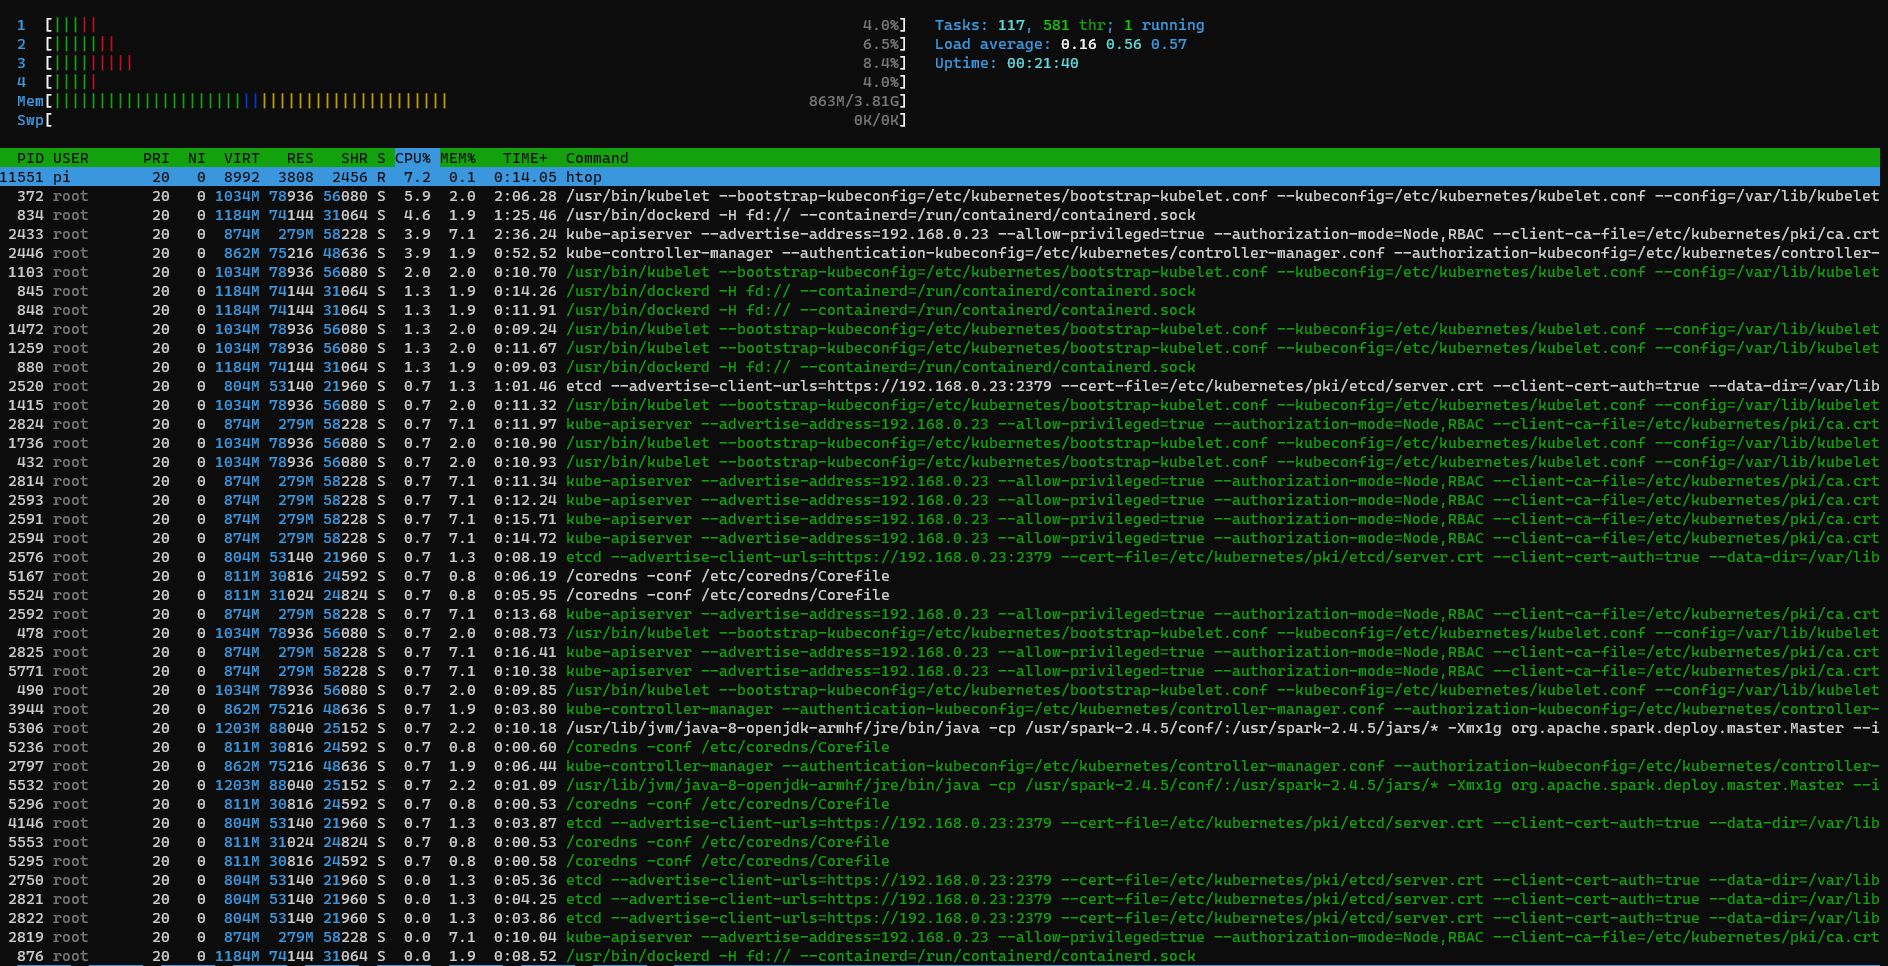 1 [||||| 4.0%] Tasks: 117, 581 thr; 1 running
2 [||||||| 6.5%] Load average: 0.16 0.56 0.57
3 [||||||||| 8.4%] Uptime: 00:21:40
4 [||||| 4.0%]
Mem[|||||||||||||||||||||||||||||||||||||||||||| 863M/3.81G]
Swp[ 0K/0K]
PID USER PRI NI VIRT RES SHR S CPU% MEM% TIME+ Command
11551 pi 20 0 8992 3808 2456 R 7.2 0.1 0:14.05 htop
372 root 20 0 1034M 78936 56080 S 5.9 2.0 2:06.28 /usr/bin/kubelet --bootstrap-kubeconfig=/etc/kubernetes/bootstrap-kubelet.conf --kubeconfig=/etc/kubernetes/kubelet.conf --config=/var/lib/kubelet
834 root 20 0 1184M 74144 31064 S 4.6 1.9 1:25.46 /usr/bin/dockerd -H fd:// --containerd=/run/containerd/containerd.sock
2433 root 20 0 874M 279M 58228 S 3.9 7.1 2:36.24 kube-apiserver --advertise-address=192.168.0.23 --allow-privileged=true --authorization-mode=Node,RBAC --client-ca-file=/etc/kubernetes/pki/ca.crt
2446 root 20 0 862M 75216 48636 S 3.9 1.9 0:52.52 kube-controller-manager --authentication-kubeconfig=/etc/kubernetes/controller-manager.conf --authorization-kubeconfig=/etc/kubernetes/controller-
1103 root 20 0 1034M 78936 56080 S 2.0 2.0 0:10.70 /usr/bin/kubelet --bootstrap-kubeconfig=/etc/kubernetes/bootstrap-kubelet.conf --kubeconfig=/etc/kubernetes/kubelet.conf --config=/var/lib/kubelet
845 root 20 0 1184M 74144 31064 S 1.3 1.9 0:14.26 /usr/bin/dockerd -H fd:// --containerd=/run/containerd/containerd.sock
848 root 20 0 1184M 74144 31064 S 1.3 1.9 0:11.91 /usr/bin/dockerd -H fd:// --containerd=/run/containerd/containerd.sock
1472 root 20 0 1034M 78936 56080 S 1.3 2.0 0:09.24 /usr/bin/kubelet --bootstrap-kubeconfig=/etc/kubernetes/bootstrap-kubelet.conf --kubeconfig=/etc/kubernetes/kubelet.conf --config=/var/lib/kubelet
1259 root 20 0 1034M 78936 56080 S 1.3 2.0 0:11.67 /usr/bin/kubelet --bootstrap-kubeconfig=/etc/kubernetes/bootstrap-kubelet.conf --kubeconfig=/etc/kubernetes/kubelet.conf --config=/var/lib/kubelet
880 root 20 0 1184M 74144 31064 S 1.3 1.9 0:09.03 /usr/bin/dockerd -H fd:// --containerd=/run/containerd/containerd.sock
2520 root 20 0 804M 53140 21960 S 0.7 1.3 1:01.46 etcd --advertise-client-urls=https://192.168.0.23:2379 --cert-file=/etc/kubernetes/pki/etcd/server.crt --client-cert-auth=true --data-dir=/var/lib
1415 root 20 0 1034M 78936 56080 S 0.7 2.0 0:11.32 /usr/bin/kubelet --bootstrap-kubeconfig=/etc/kubernetes/bootstrap-kubelet.conf --kubeconfig=/etc/kubernetes/kubelet.conf --config=/var/lib/kubelet
2824 root 20 0 874M 279M 58228 S 0.7 7.1 0:11.97 kube-apiserver --advertise-address=192.168.0.23 --allow-privileged=true --authorization-mode=Node,RBAC --client-ca-file=/etc/kubernetes/pki/ca.crt
1736 root 20 0 1034M 78936 56080 S 0.7 2.0 0:10.90 /usr/bin/kubelet --bootstrap-kubeconfig=/etc/kubernetes/bootstrap-kubelet.conf --kubeconfig=/etc/kubernetes/kubelet.conf --config=/var/lib/kubelet
432 root 20 0 1034M 78936 56080 S 0.7 2.0 0:10.93 /usr/bin/kubelet --bootstrap-kubeconfig=/etc/kubernetes/bootstrap-kubelet.conf --kubeconfig=/etc/kubernetes/kubelet.conf --config=/var/lib/kubelet
2814 root 20 0 874M 279M 58228 S 0.7 7.1 0:11.34 kube-apiserver --advertise-address=192.168.0.23 --allow-privileged=true --authorization-mode=Node,RBAC --client-ca-file=/etc/kubernetes/pki/ca.crt
2593 root 20 0 874M 279M 58228 S 0.7 7.1 0:12.24 kube-apiserver --advertise-address=192.168.0.23 --allow-privileged=true --authorization-mode=Node,RBAC --client-ca-file=/etc/kubernetes/pki/ca.crt
2591 root 20 0 874M 279M 58228 S 0.7 7.1 0:15.71 kube-apiserver --advertise-address=192.168.0.23 --allow-privileged=true --authorization-mode=Node,RBAC --client-ca-file=/etc/kubernetes/pki/ca.crt
2594 root 20 0 874M 279M 58228 S 0.7 7.1 0:14.72 kube-apiserver --advertise-address=192.168.0.23 --allow-privileged=true --authorization-mode=Node,RBAC --client-ca-file=/etc/kubernetes/pki/ca.crt
2576 root 20 0 804M 53140 21960 S 0.7 1.3 0:08.19 etcd --advertise-client-urls=https://192.168.0.23:2379 --cert-file=/etc/kubernetes/pki/etcd/server.crt --client-cert-auth=true --data-dir=/var/lib
5167 root 20 0 811M 30816 24592 S 0.7 0.8 0:06.19 /coredns -conf /etc/coredns/Corefile
5524 root 20 0 811M 31024 24824 S 0.7 0.8 0:05.95 /coredns -conf /etc/coredns/Corefile
2592 root 20 0 874M 279M 58228 S 0.7 7.1 0:13.68 kube-apiserver --advertise-address=192.168.0.23 --allow-privileged=true --authorization-mode=Node,RBAC --client-ca-file=/etc/kubernetes/pki/ca.crt
478 root 20 0 1034M 78936 56080 S 0.7 2.0 0:08.73 /usr/bin/kubelet --bootstrap-kubeconfig=/etc/kubernetes/bootstrap-kubelet.conf --kubeconfig=/etc/kubernetes/kubelet.conf --config=/var/lib/kubelet
2825 root 20 0 874M 279M 58228 S 0.7 7.1 0:16.41 kube-apiserver --advertise-address=192.168.0.23 --allow-privileged=true --authorization-mode=Node,RBAC --client-ca-file=/etc/kubernetes/pki/ca.crt
5771 root 20 0 874M 279M 58228 S 0.7 7.1 0:10.38 kube-apiserver --advertise-address=192.168.0.23 --allow-privileged=true --authorization-mode=Node,RBAC --client-ca-file=/etc/kubernetes/pki/ca.crt
490 root 20 0 1034M 78936 56080 S 0.7 2.0 0:09.85 /usr/bin/kubelet --bootstrap-kubeconfig=/etc/kubernetes/bootstrap-kubelet.conf --kubeconfig=/etc/kubernetes/kubelet.conf --config=/var/lib/kubelet
3944 root 20 0 862M 75216 48636 S 0.7 1.9 0:03.80 kube-controller-manager --authentication-kubeconfig=/etc/kubernetes/controller-manager.conf --authorization-kubeconfig=/etc/kubernetes/controller-
5306 root 20 0 1203M 88040 25152 S 0.7 2.2 0:10.18 /usr/lib/jvm/java-8-openjdk-armhf/jre/bin/java -cp /usr/spark-2.4.5/conf/:/usr/spark-2.4.5/jars/* -Xmx1g org.apache.spark.deploy.master.Master --i
5236 root 20 0 811M 30816 24592 S 0.7 0.8 0:00.60 /coredns -conf /etc/coredns/Corefile
2797 root 20 0 862M 75216 48636 S 0.7 1.9 0:06.44 kube-controller-manager --authentication-kubeconfig=/etc/kubernetes/controller-manager.conf --authorization-kubeconfig=/etc/kubernetes/controller-
5532 root 20 0 1203M 88040 25152 S 0.7 2.2 0:01.09 /usr/lib/jvm/java-8-openjdk-armhf/jre/bin/java -cp /usr/spark-2.4.5/conf/:/usr/spark-2.4.5/jars/* -Xmx1g org.apache.spark.deploy.master.Master --i
5296 root 20 0 811M 30816 24592 S 0.7 0.8 0:00.53 /coredns -conf /etc/coredns/Corefile
4146 root 20 0 804M 53140 21960 S 0.7 1.3 0:03.87 etcd --advertise-client-urls=https://192.168.0.23:2379 --cert-file=/etc/kubernetes/pki/etcd/server.crt --client-cert-auth=true --data-dir=/var/lib
5553 root 20 0 811M 31024 24824 S 0.7 0.8 0:00.53 /coredns -conf /etc/coredns/Corefile
5295 root 20 0 811M 30816 24592 S 0.7 0.8 0:00.58 /coredns -conf /etc/coredns/Corefile
2750 root 20 0 804M 53140 21960 S 0.0 1.3 0:05.36 etcd --advertise-client-urls=https://192.168.0.23:2379 --cert-file=/etc/kubernetes/pki/etcd/server.crt --client-cert-auth=true --data-dir=/var/lib
2821 root 20 0 804M 53140 21960 S 0.0 1.3 0:04.25 etcd --advertise-client-urls=https://192.168.0.23:2379 --cert-file=/etc/kubernetes/pki/etcd/server.crt --client-cert-auth=true --data-dir=/var/lib
2822 root 20 0 804M 53140 21960 S 0.0 1.3 0:03.86 etcd --advertise-client-urls=https://192.168.0.23:2379 --cert-file=/etc/kubernetes/pki/etcd/server.crt --client-cert-auth=true --data-dir=/var/lib
2819 root 20 0 874M 279M 58228 S 0.0 7.1 0:10.04 kube-apiserver --advertise-address=192.168.0.23 --allow-privileged=true --authorization-mode=Node,RBAC --client-ca-file=/etc/kubernetes/pki/ca.crt
876 root 20 0 1184M 74144 31064 S 0.0 1.9 0:08.52 /usr/bin/dockerd -H fd:// --containerd=/run/containerd/containerd.sock